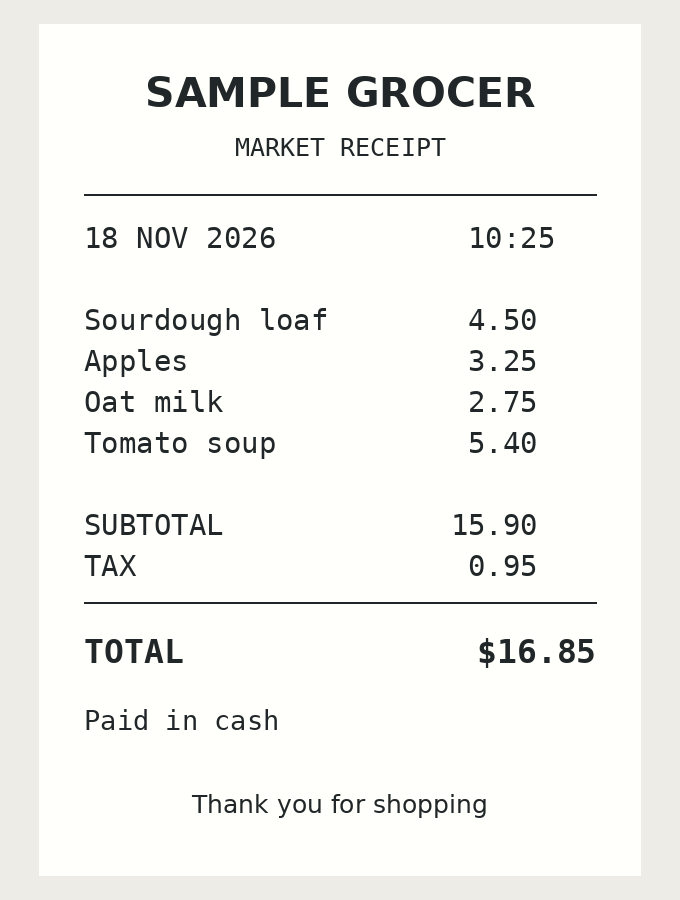 SAMPLE GROCER
MARKET RECEIPT
18 NOV 2026 10:25
Sourdough loaf 4.50
Apples 3.25
Oat milk 2.75
Tomato soup 5.40
SUBTOTAL 15.90
TAX 0.95
TOTAL $16.85
Paid in cash
Thank you for shopping